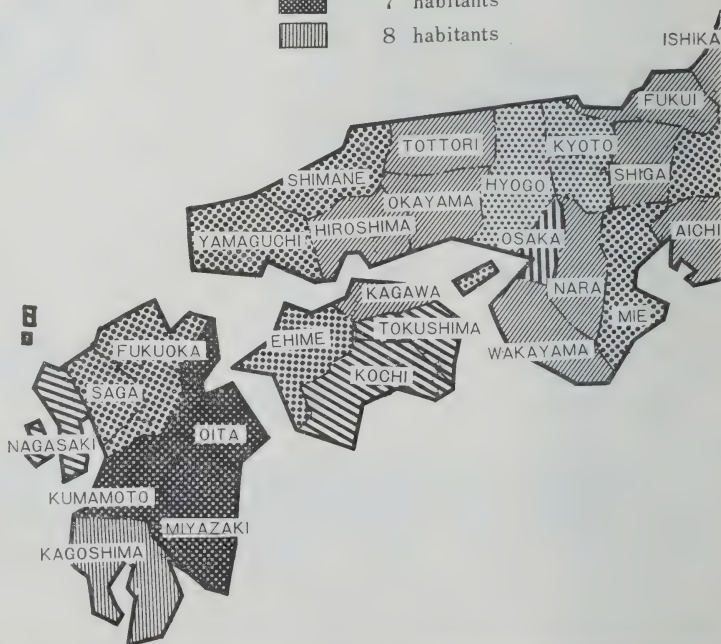 7 habitants
8 habitants
ISHIKA
FUKUI
TOTTORI
KYOTO
SHIMANE
SHIGA
HYOGO
OKAYAMA
HIROSHIMA
YAMAGUCHI
OSAKA
AICHI
NARA
KAGAWA
MIE
TOKUSHIMA
EHIME
FUKUOKA
WAKAYAMA
KOCHI
SAGA
OITA
NAGASAKI
KUMAMOTO
MIYAZAKI
KAGOSHIMA